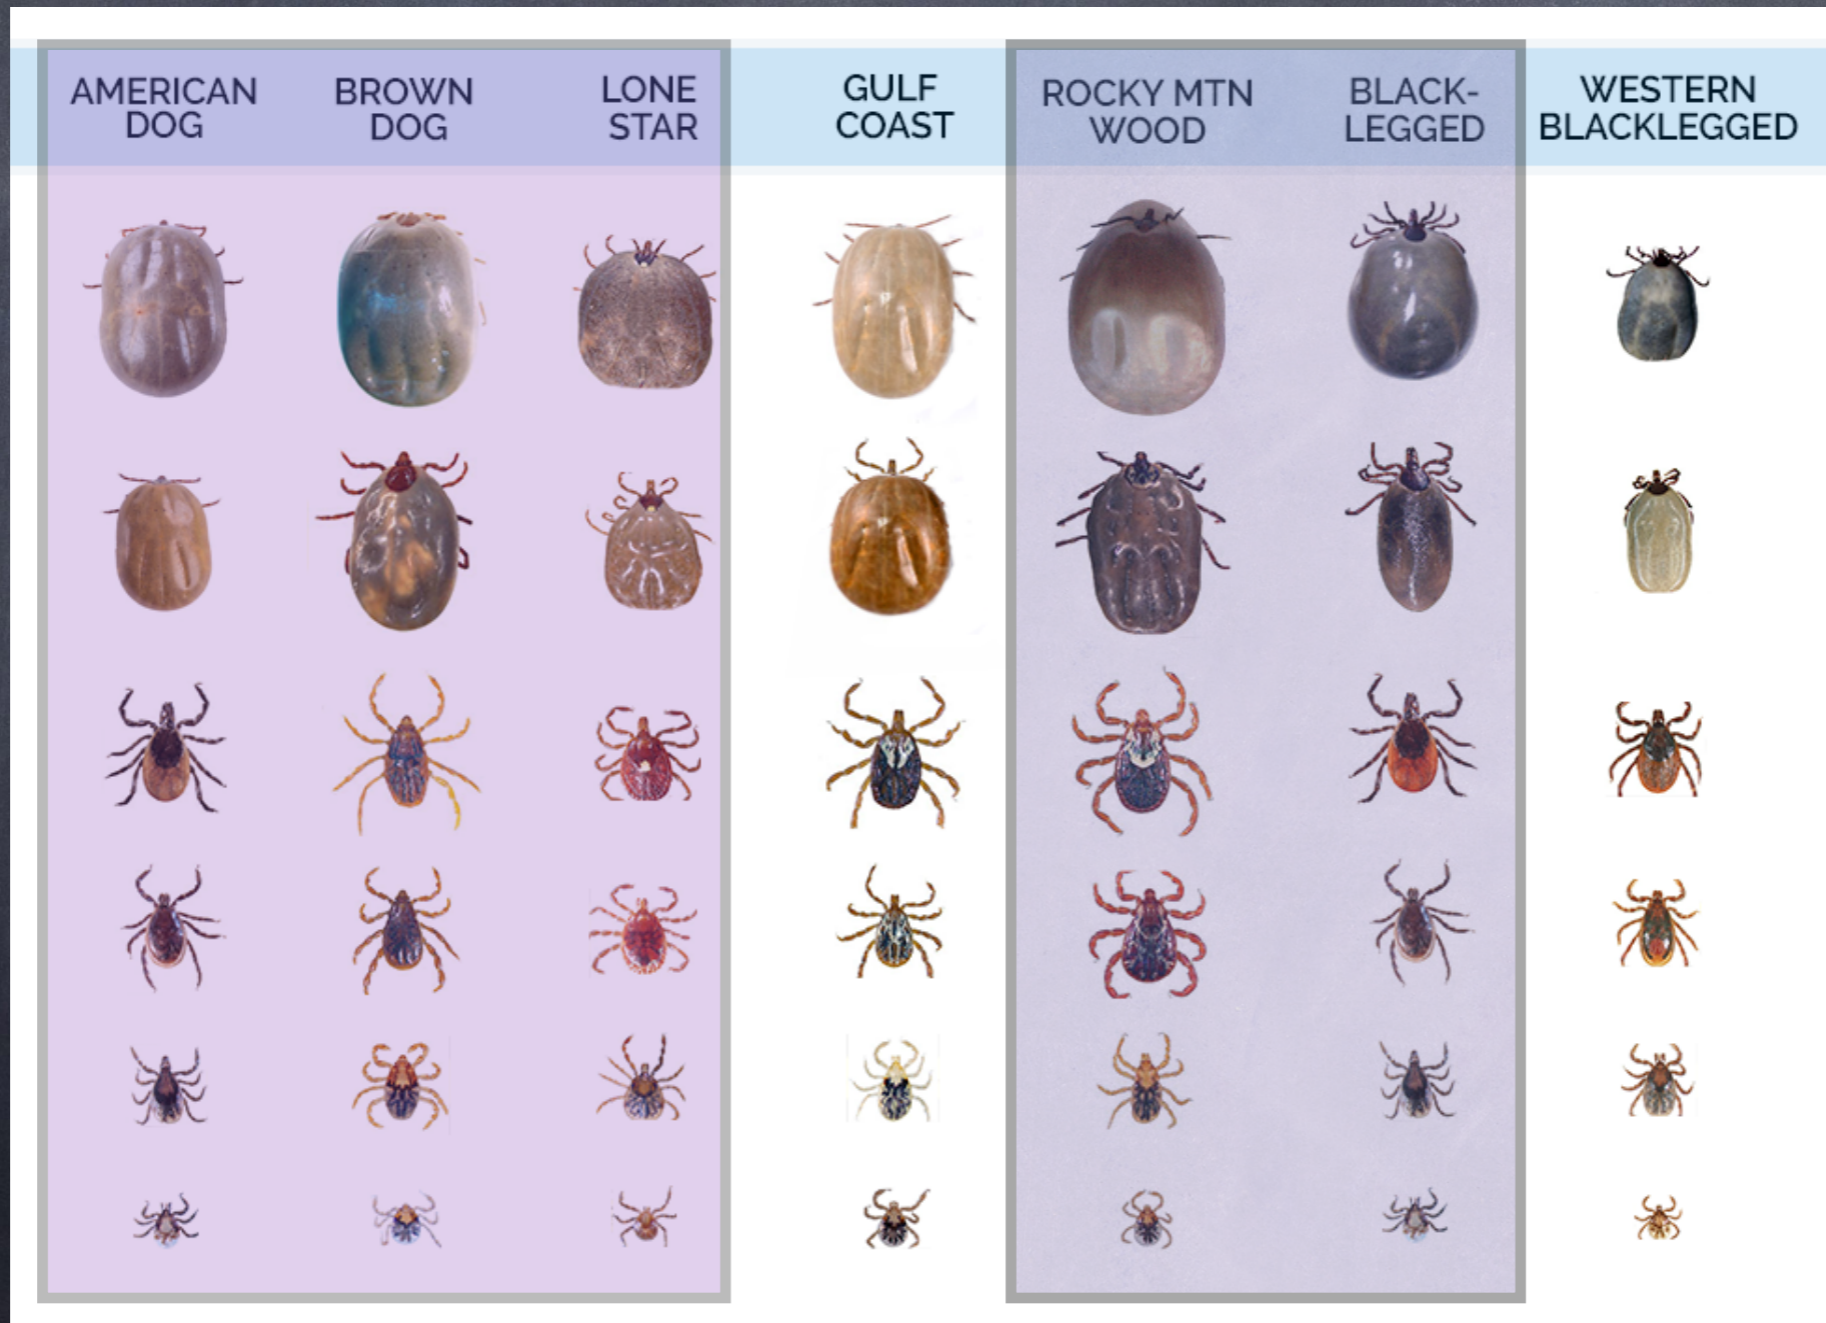 AMERICAN
DOG
BROWN
DOG
LONE
STAR
GULF
COAST
ROCKY MTN
WOOD
BLACK-
LEGGED
WESTERN
BLACKLEGGED